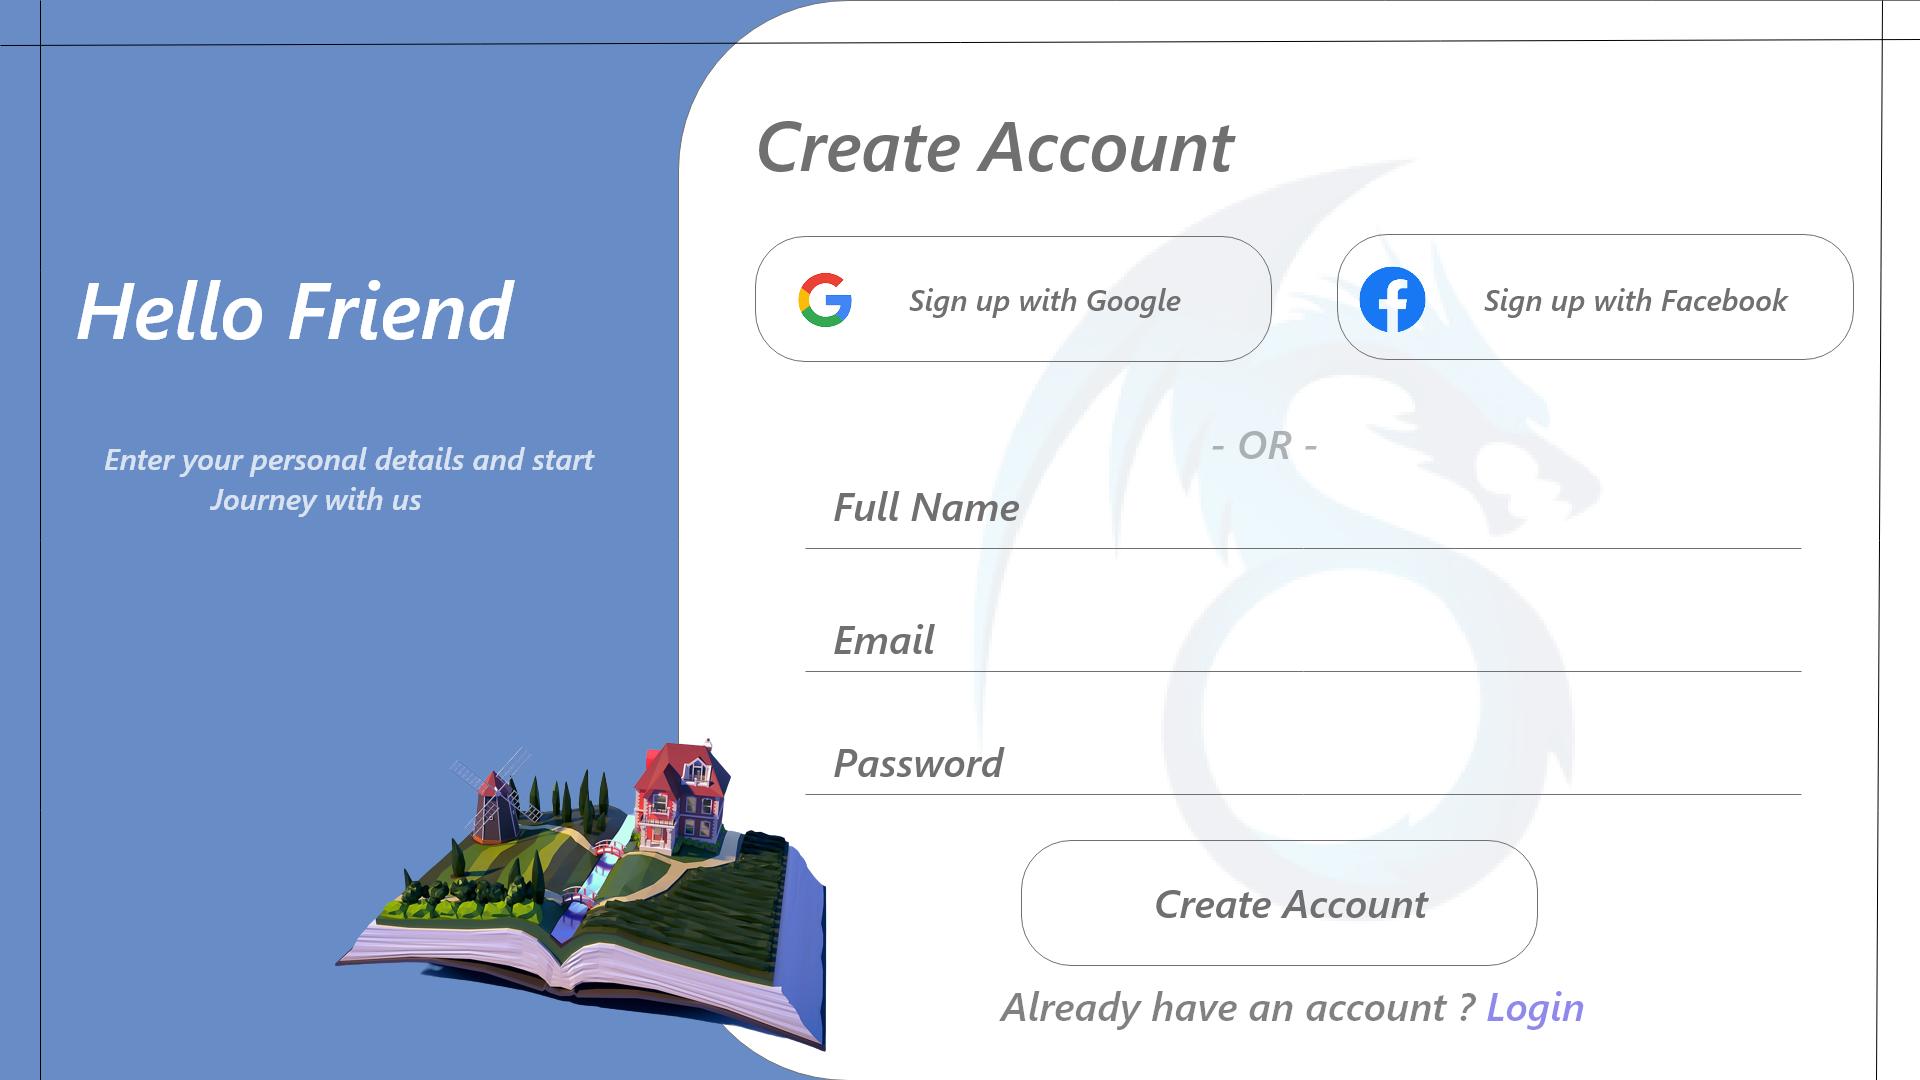 Hello Friend
Enter your personal details and start
Journey with us
Create Account
Sign up with Google
Sign up with Facebook
- OR -
Full Name
Email
Password
Create Account
Already have an account ? Login